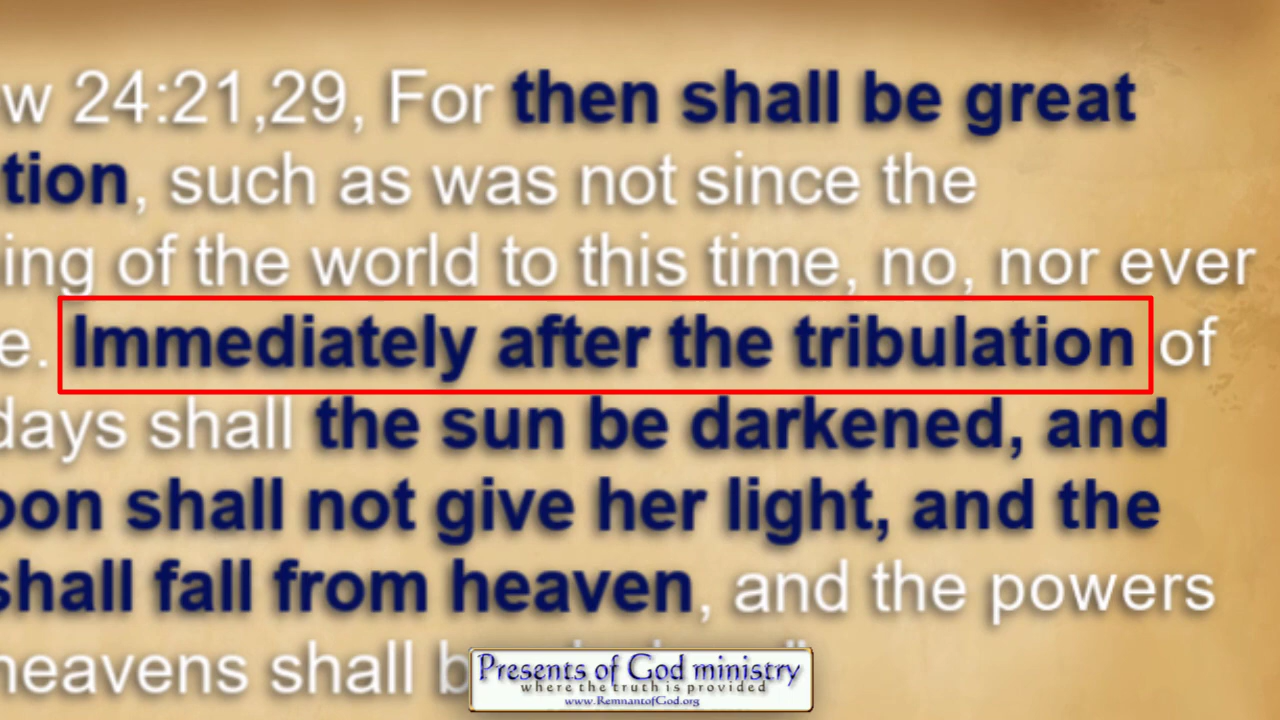 w 24:21,29, For then shall be great
tion, such as was not since the
ing of the world to this time, no, nor ever
e. Immediately after the tribulation of
days shall the sun be darkened, and
oon shall not give her light, and the
shall fall from heaven, and the powers
heavens shall b
Presents of God ministry
where the truth is provided
www.RemnantofGod.org